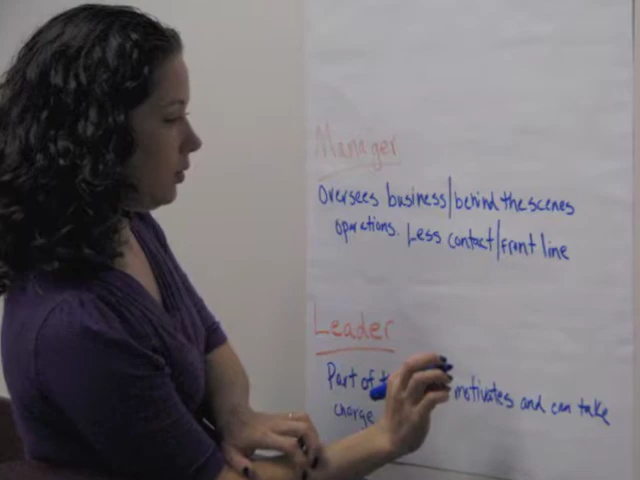 Manager
Oversees business/behind the scenes
operations. Less contact/front line
Leader
Part of motivates and can take
charge